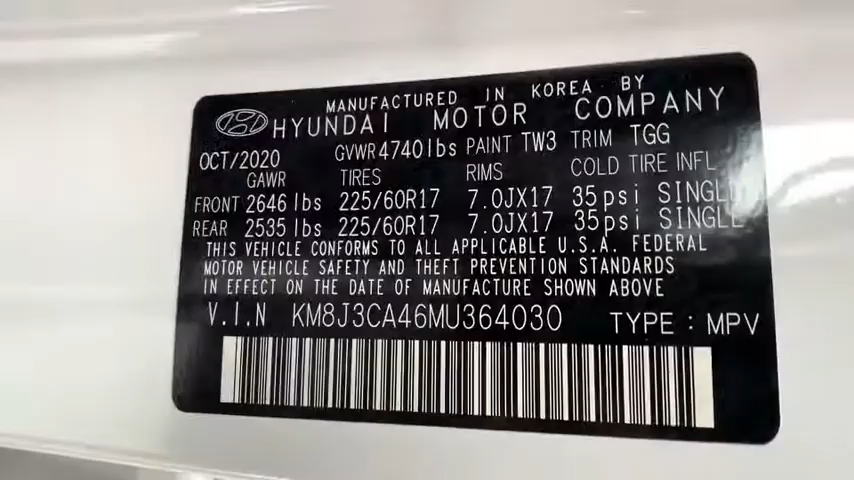 MANUFACTURED IN KOREA BY
HYUNDAI MOTOR COMPANY
OCT/2020 GVWR 4740lbs PAINT TW3 TRIM TGG
GAWR TIRES RIMS COLD TIRE INFL
FRONT 2646 lbs 225/60R17 7.0JX17 35psi SINGLE
REAR 2535 lbs 225/60R17 7.0JX17 35psi SINGLE
THIS VEHICLE CONFORMS TO ALL APPLICABLE U.S.A. FEDERAL
MOTOR VEHICLE SAFETY AND THEFT PREVENTION STANDARDS
IN EFFECT ON THE DATE OF MANUFACTURE SHOWN ABOVE
V.I.N KM8J3CA46MU364030 TYPE : MPV